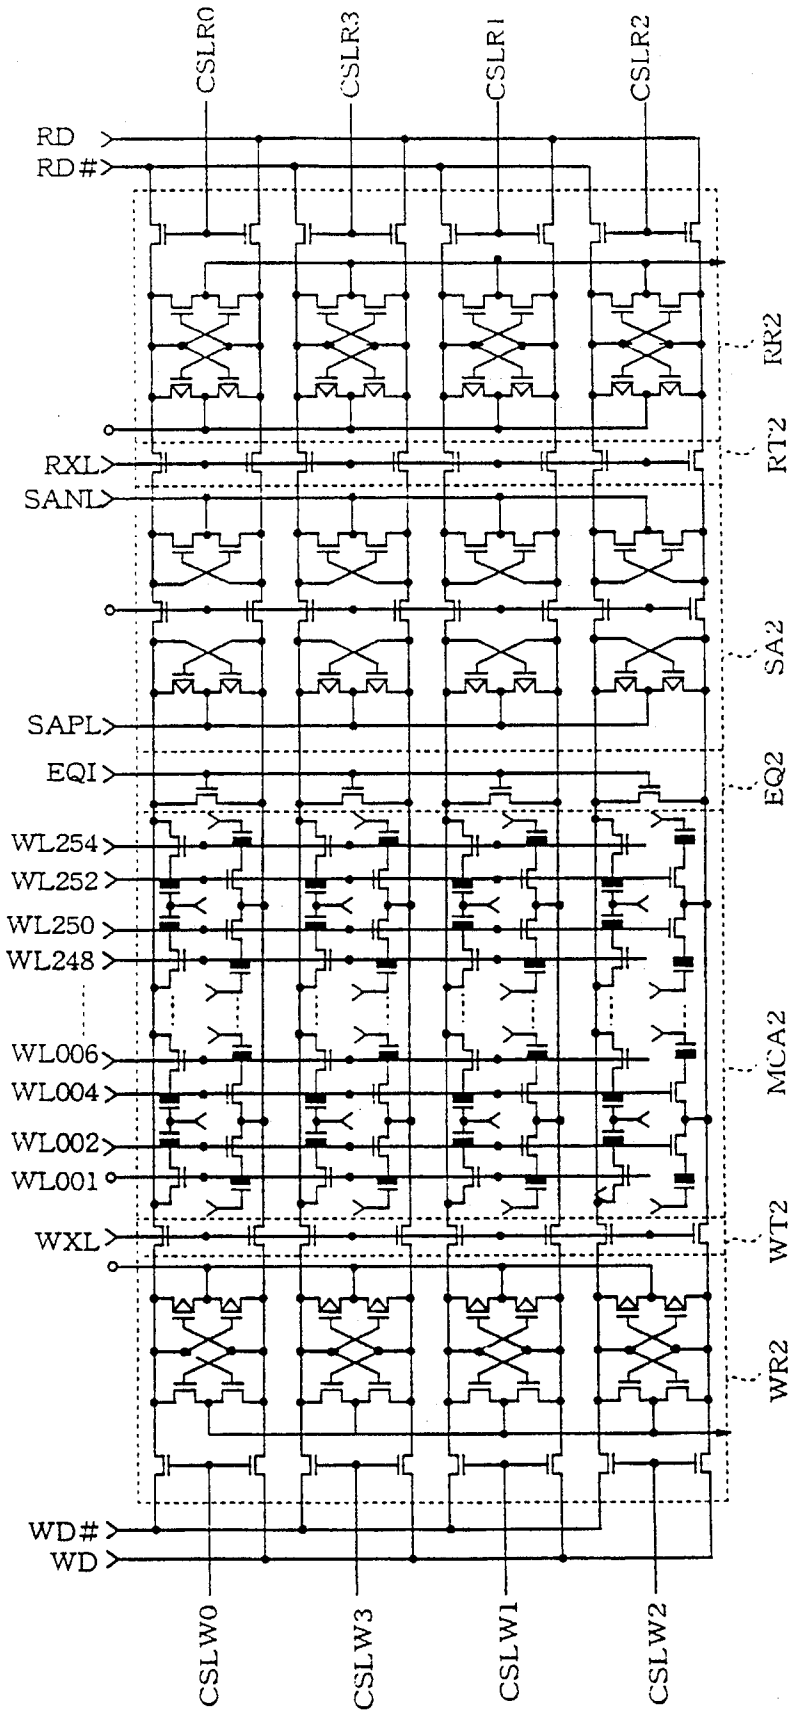 CSLR0
CSLR3
CSLR1
CSLR2
RD
RD#
RR2
RT2
RXL
SANL
SA2
SAPL
EQI
EQ2
WL254
WL252
WL250
WL248
WL006
WL004
WL002
WL001
MCA2
WXL
WT2
WR2
WD#
WD
CSLW0
CSLW3
CSLW1
CSLW2